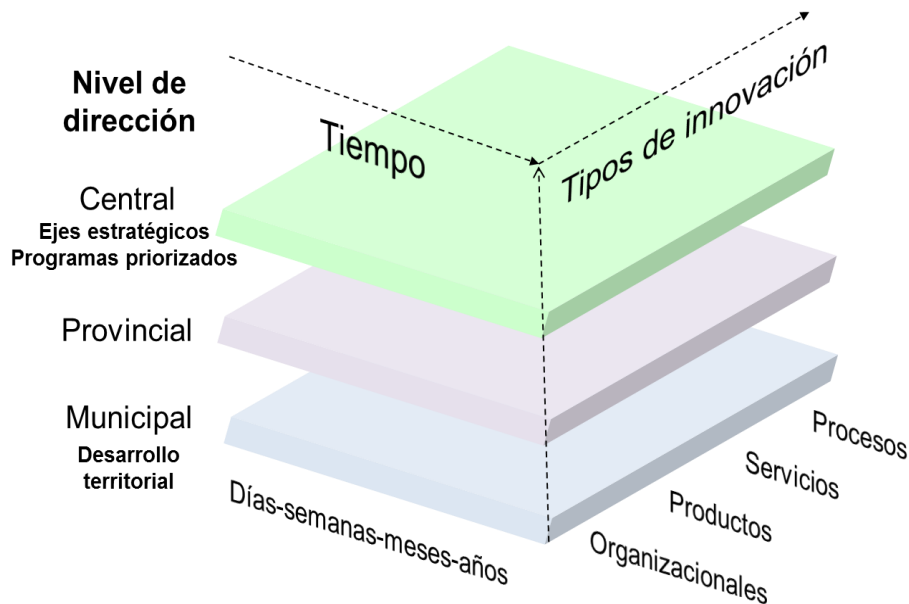 Nivel de
dirección
Tiempo
Tipos de innovación
Central
Ejes estratégicos
Programas priorizados
Provincial
Municipal
Desarrollo
territorial
Días-semanas-meses-años
Organizacionales
Productos
Servicios
Procesos